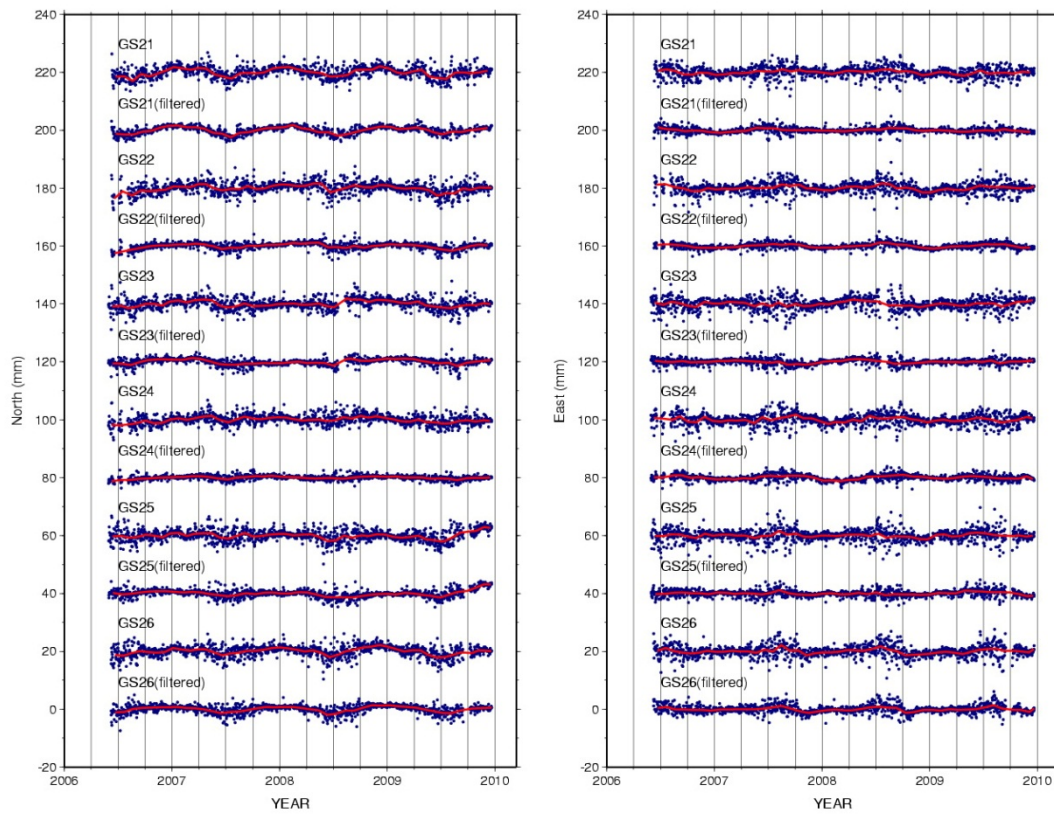 240
220
200
180
160
140
120
100
80
60
40
20
0
-20
North (mm)
GS21
GS21(filtered)
GS22
GS22(filtered)
GS23
GS23(filtered)
GS24
GS24(filtered)
GS25
GS25(filtered)
GS26
GS26(filtered)
2006 2007 2008 2009 2010
YEAR
240
220
200
180
160
140
120
100
80
60
40
20
0
-20
East (mm)
GS21
GS21(filtered)
GS22
GS22(filtered)
GS23
GS23(filtered)
GS24
GS24(filtered)
GS25
GS25(filtered)
GS26
GS26(filtered)
2006 2007 2008 2009 2010
YEAR